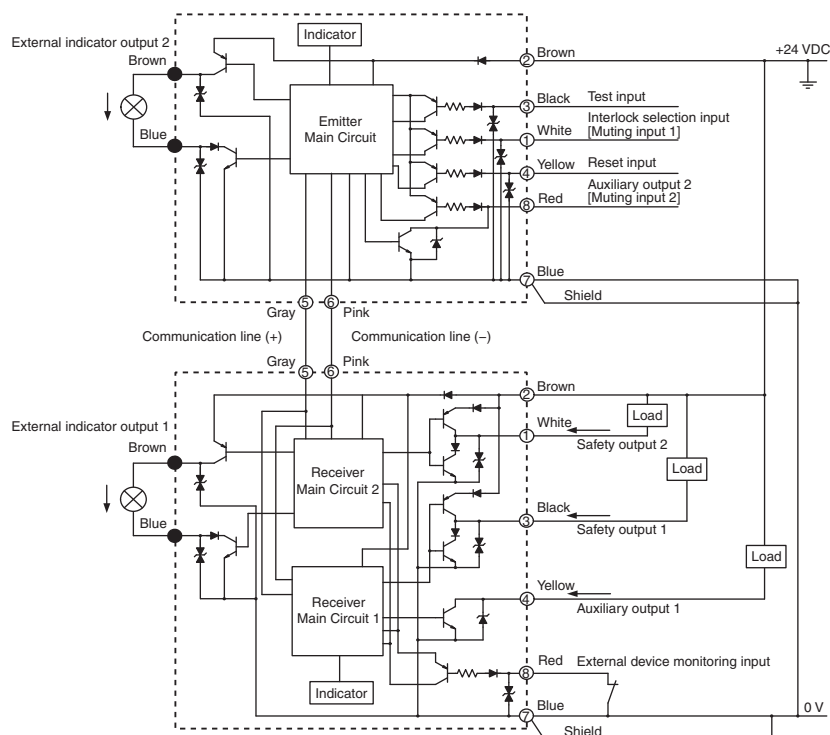 External indicator output 2
Brown
Blue
Indicator
Emitter
Main Circuit
② Brown
+24 VDC
③ Black Test input
① White Interlock selection input
[Muting input 1]
④ Yellow Reset input
⑧ Red Auxiliary output 2
[Muting input 2]
⑦ Blue
Shield
Gray ⑤ ⑥ Pink
Communication line (+) Communication line (−)
Gray ⑤ ⑥ Pink
External indicator output 1
Brown
Blue
Receiver
Main Circuit 2
Receiver
Main Circuit 1
Indicator
② Brown
① White
Load
Safety output 2
Load
③ Black
Safety output 1
Load
④ Yellow
Auxiliary output 1
⑧ Red External device monitoring input
⑦ Blue
0 V
Shield